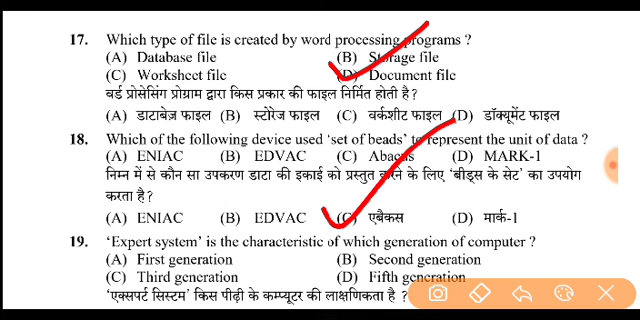 17. Which type of file is created by word processing programs ?
(A) Database file (B) Storage file
(C) Worksheet file (D) Document file
वर्ड प्रोसेसिंग प्रोग्राम द्वारा किस प्रकार की फाइल निर्मित होती है ?
(A) डाटाबेज फाइल (B) स्टोरेज फाइल (C) वर्कशीट फाइल (D) डॉक्यूमेंट फाइल
18. Which of the following device used ‘set of beads’ to represent the unit of data ?
(A) ENIAC (B) EDVAC (C) Abacus (D) MARK-1
निम्न में से कौन सा उपकरण डाटा की इकाई को प्रस्तुत करने के लिए ‘बीड्स के सेट’ का उपयोग
करता है ?
(A) ENIAC (B) EDVAC (C) एबैकस (D) मार्क-1
19. ‘Expert system’ is the characteristic of which generation of computer ?
(A) First generation (B) Second generation
(C) Third generation (D) Fifth generation
‘एक्सपर्ट सिस्टम’ किस पीढ़ी के कम्प्यूटर की लाक्षणिकता है ?